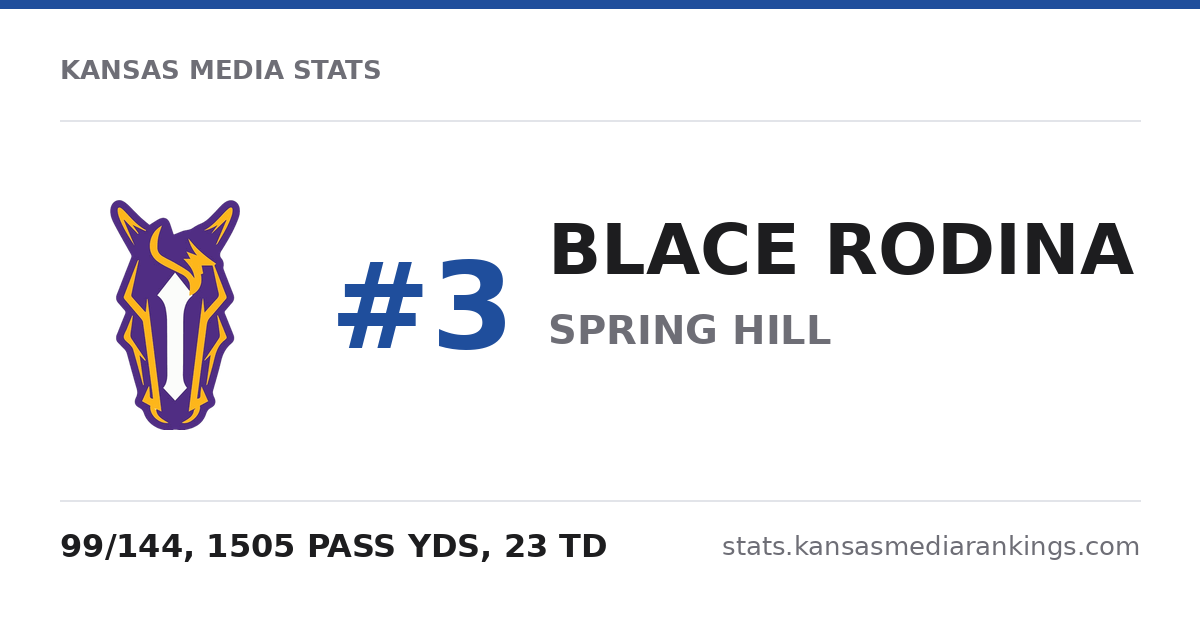 KANSAS MEDIA STATS
#3
BLACE RODINA
SPRING HILL
99/144, 1505 PASS YDS, 23 TD
stats.kansasmediarankings.com